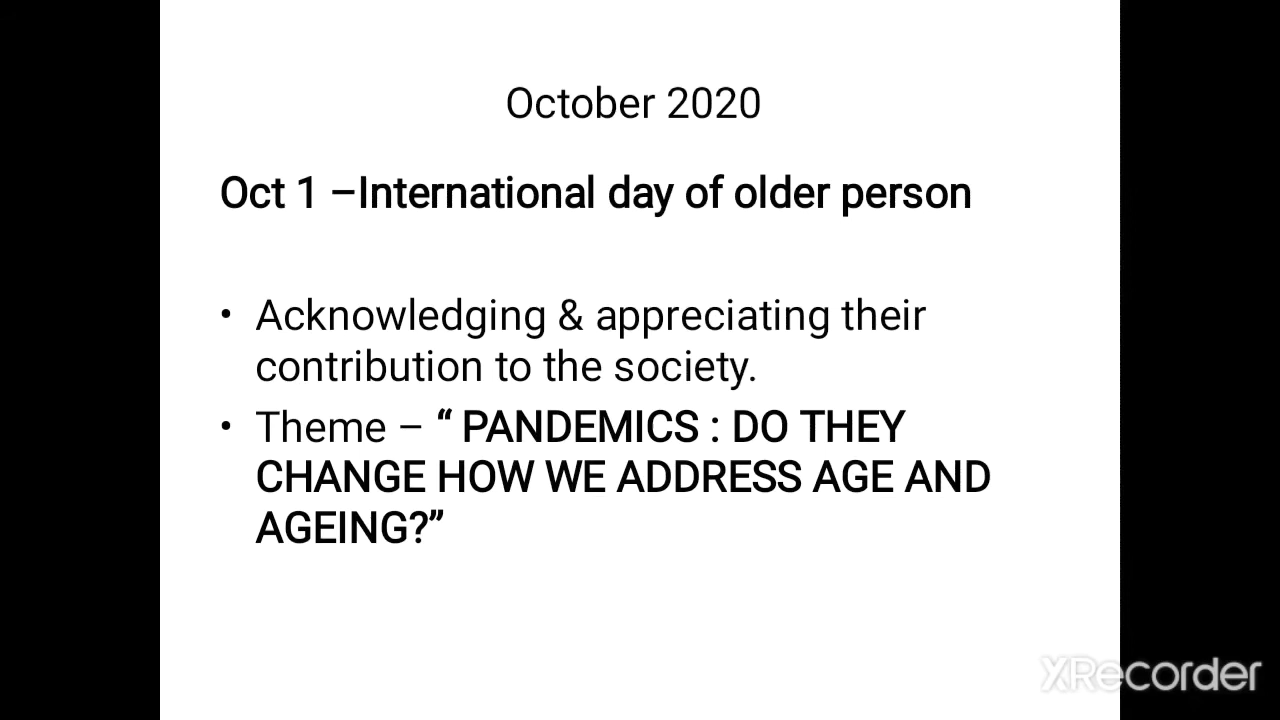 October 2020
Oct 1 –International day of older person
• Acknowledging & appreciating their
contribution to the society.
• Theme – “ PANDEMICS : DO THEY
CHANGE HOW WE ADDRESS AGE AND
AGEING?”
XRecorder